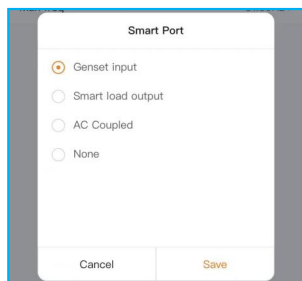 Smart Port
Genset input
Smart load output
AC Coupled
None
Cancel
Save